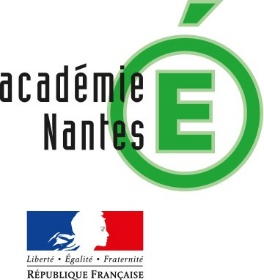 académie
Nantes
É
Liberté • Égalité • Fraternité
RÉPUBLIQUE FRANÇAISE